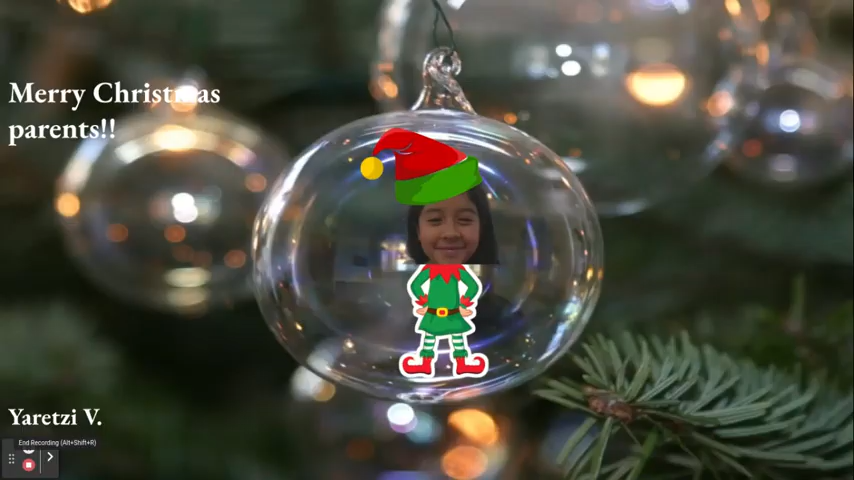 Merry Christmas
parents!!
Yaretzi V.
End Recording (Alt+Shift+R)